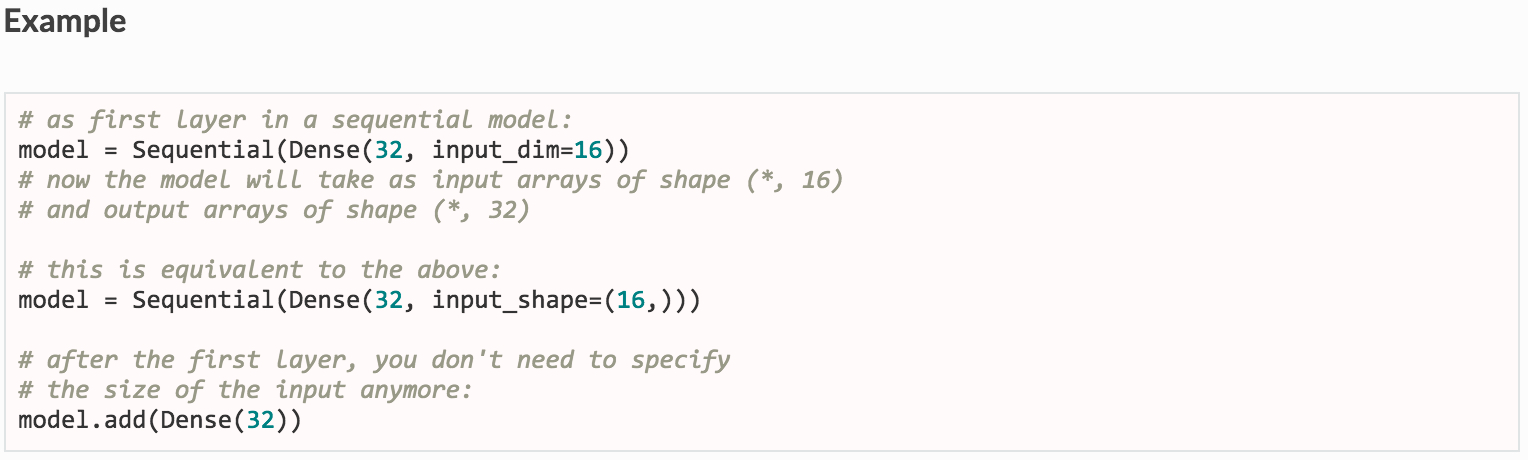 Example
# as first layer in a sequential model:
model = Sequential(Dense(32, input_dim=16))
# now the model will take as input arrays of shape (*, 16)
# and output arrays of shape (*, 32)
# this is equivalent to the above:
model = Sequential(Dense(32, input_shape=(16,)))
# after the first layer, you don't need to specify
# the size of the input anymore:
model.add(Dense(32))